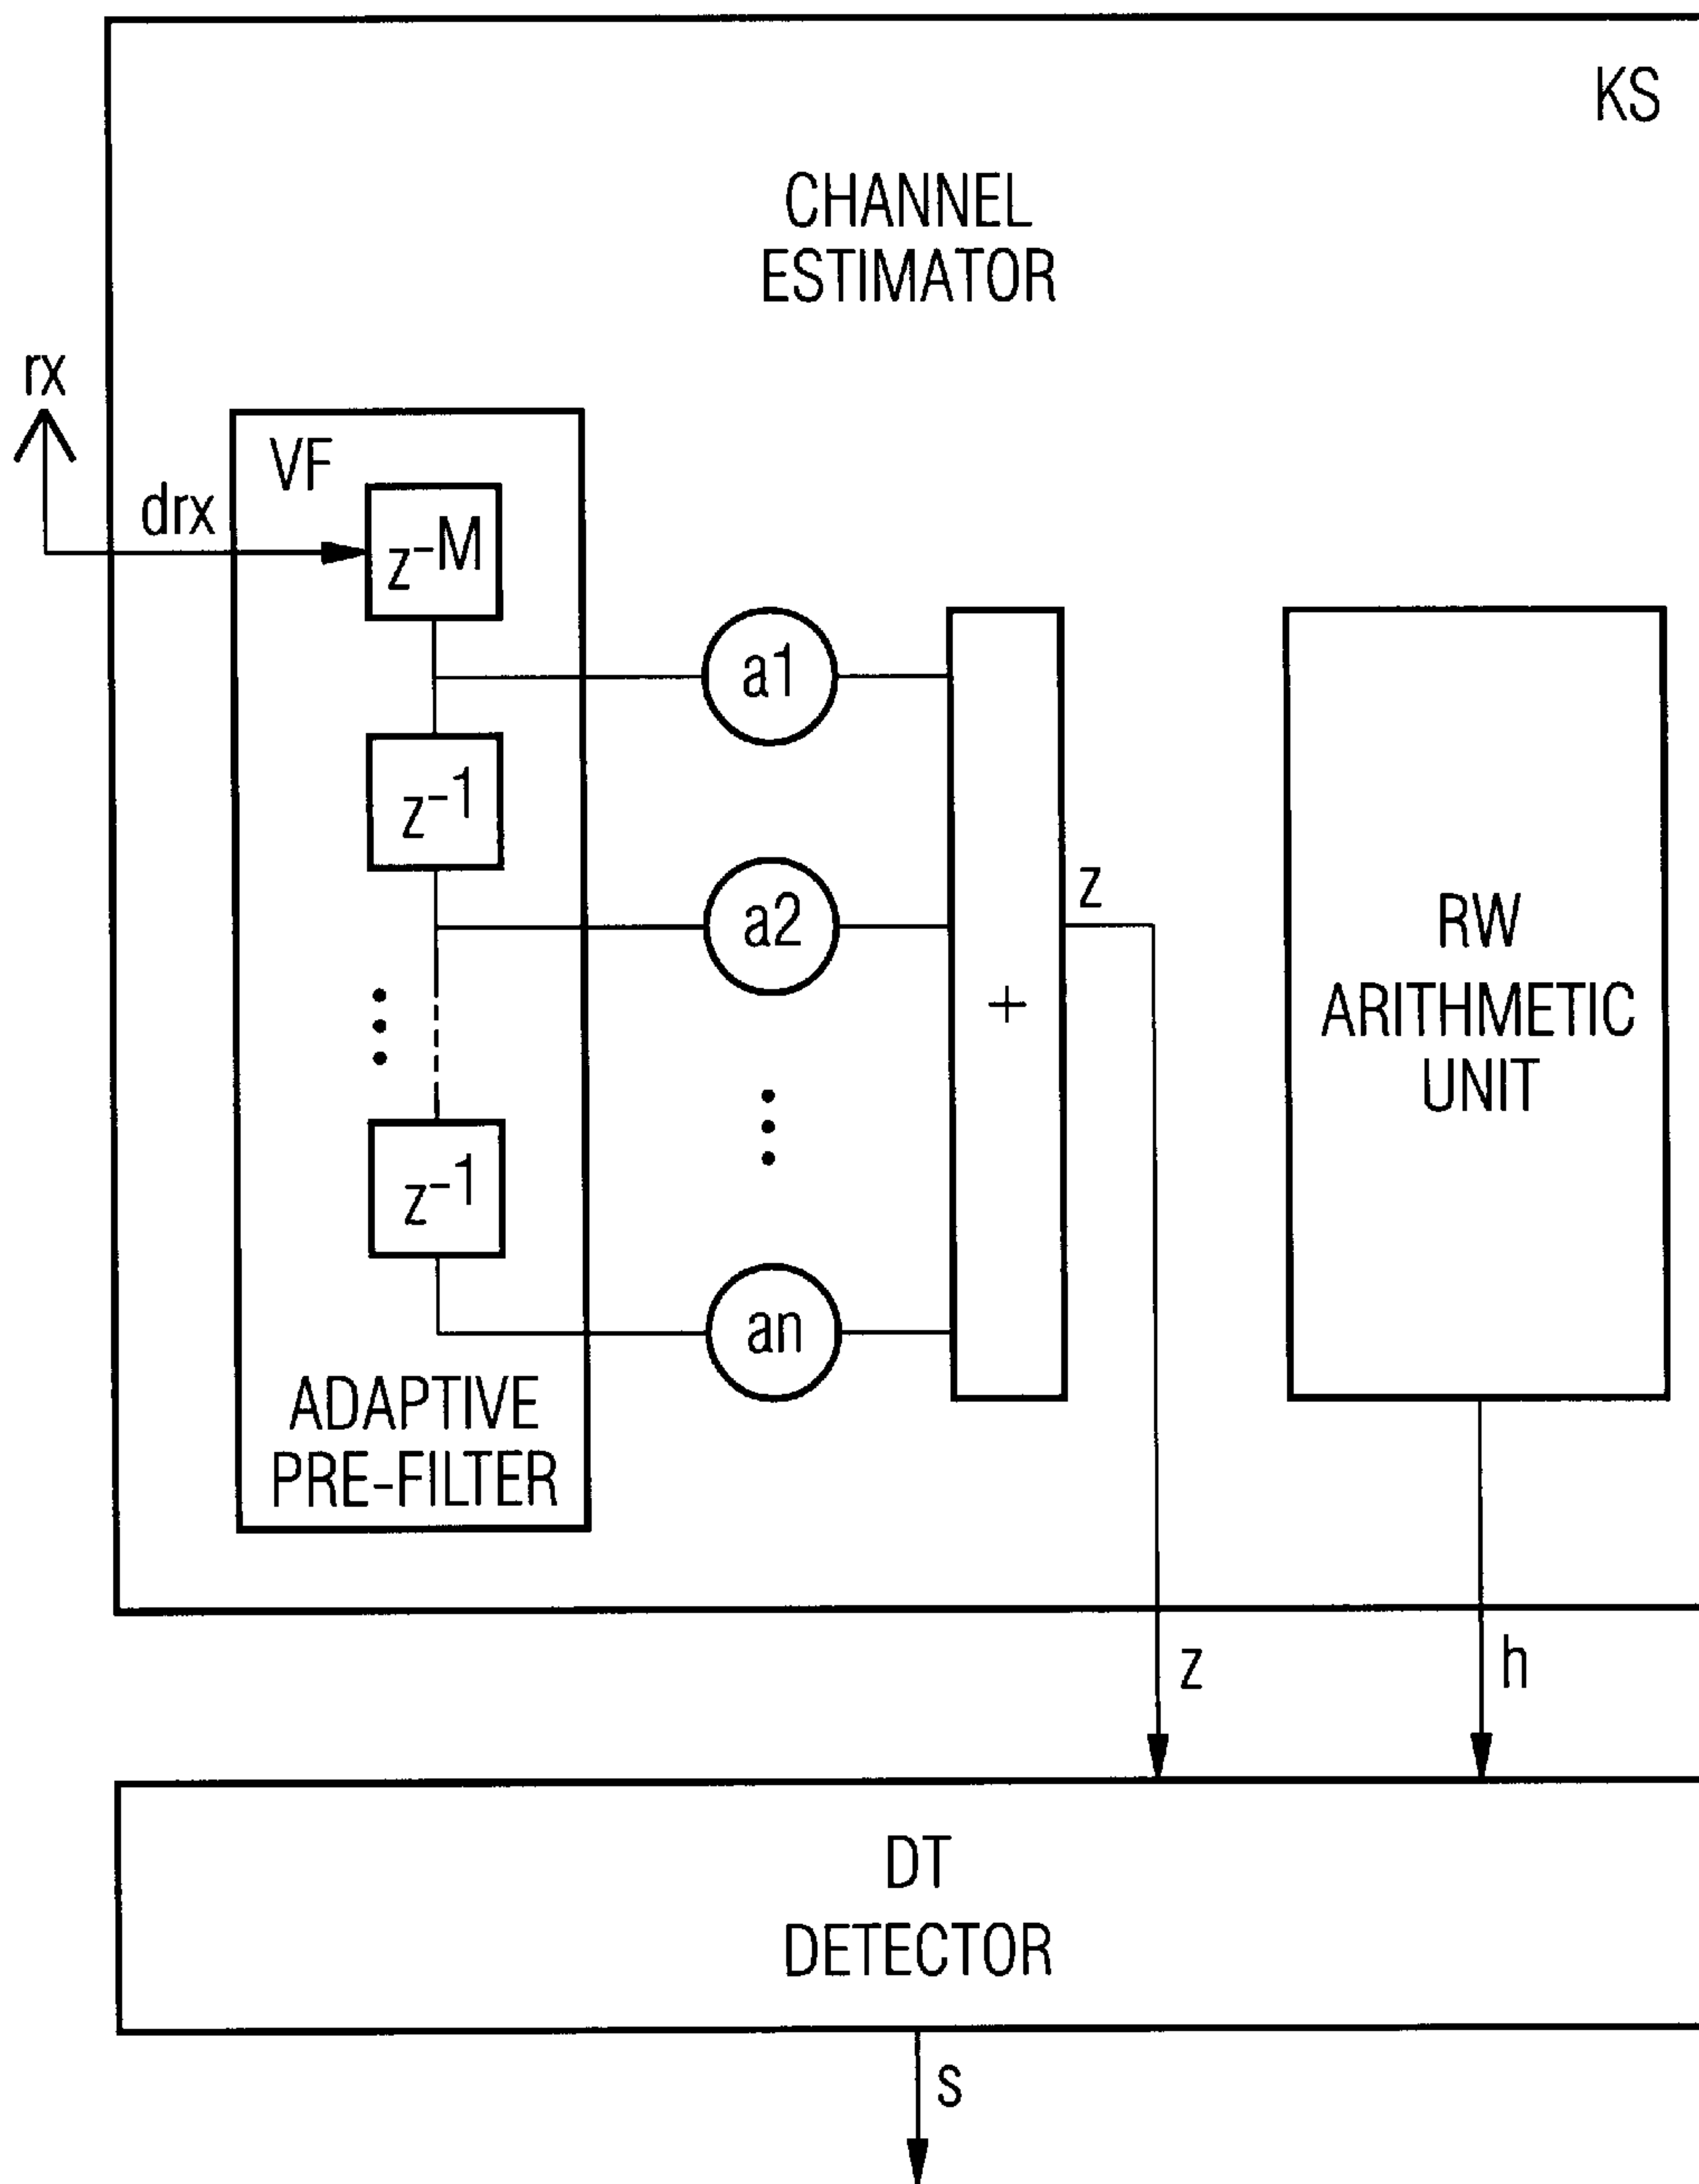 KS
CHANNEL
ESTIMATOR
rx
drx
VF
z-M
a1
z-1
a2
z
+
RW
ARITHMETIC
UNIT
z-1
an
ADAPTIVE
PRE-FILTER
z
h
DT
DETECTOR
s